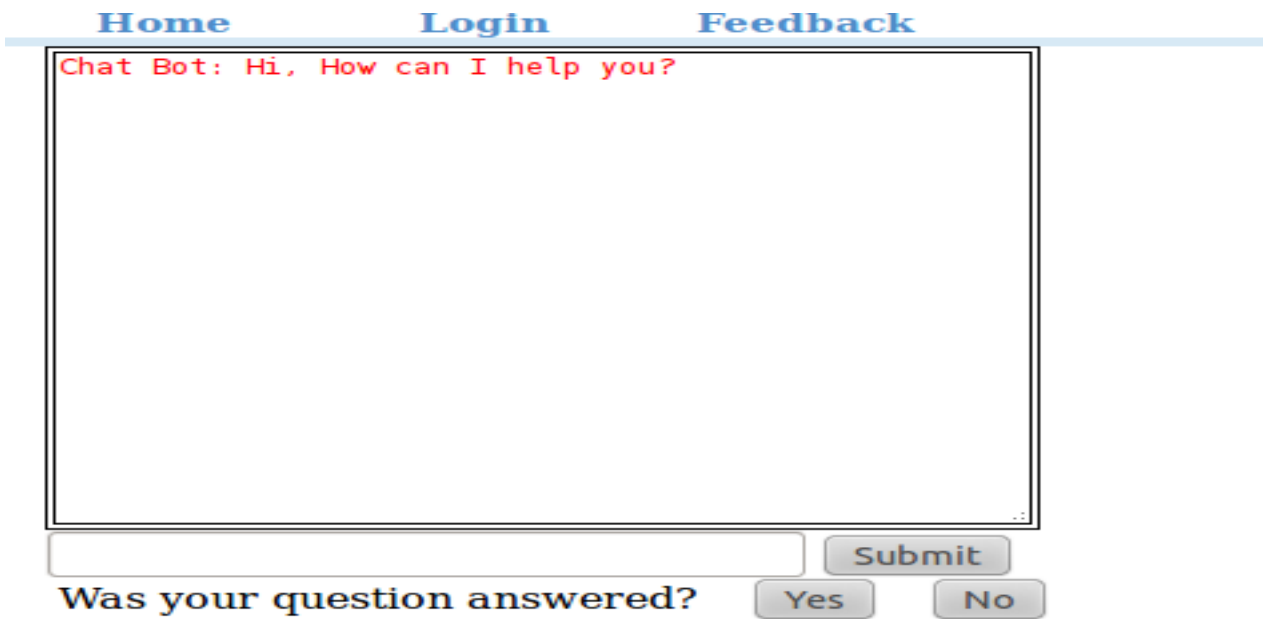 Home Login Feedback
Chat Bot: Hi, How can I help you?
Submit
Was your question answered? Yes No